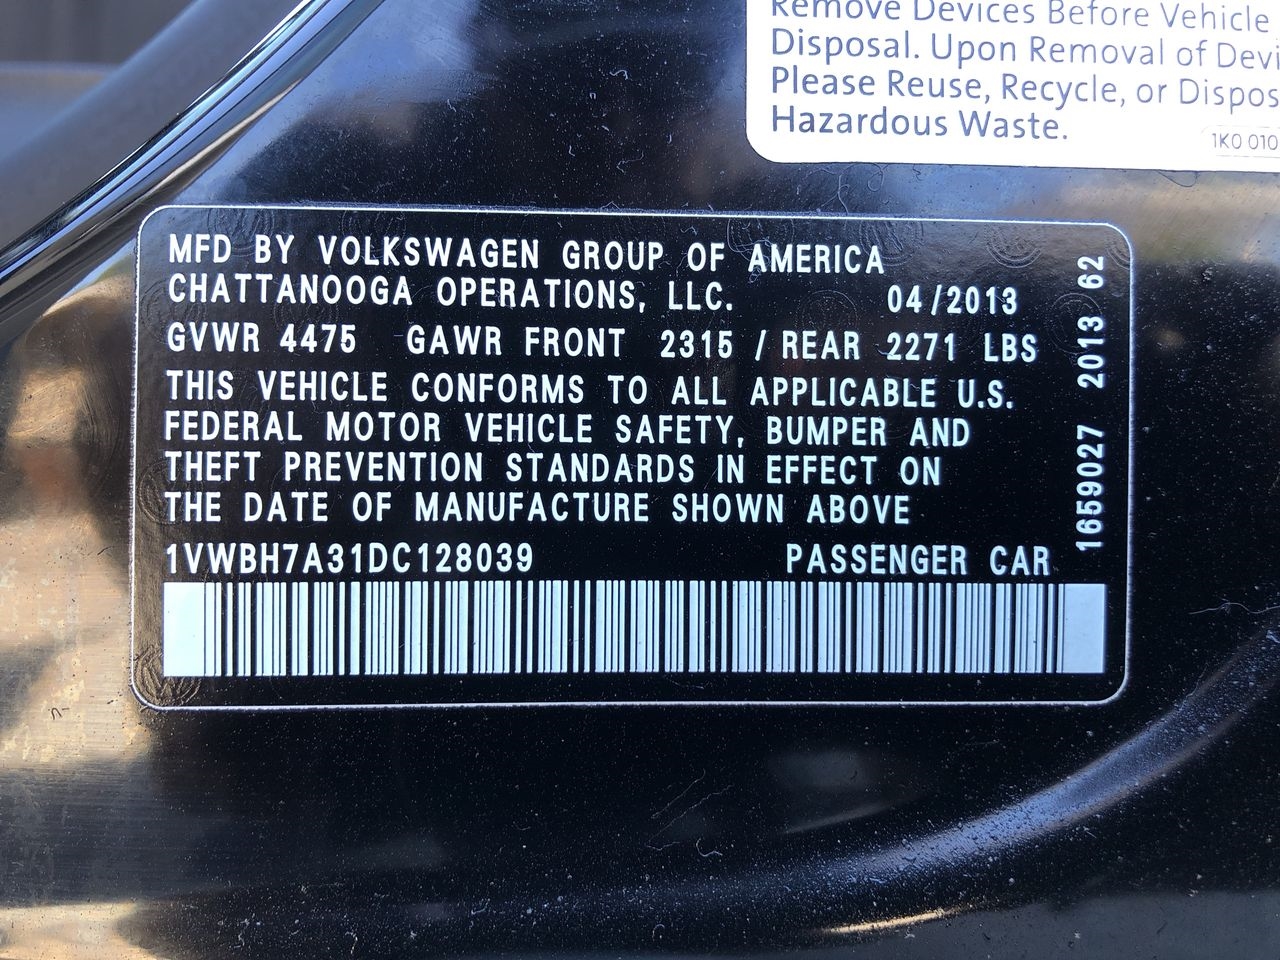 Remove Devices Before Vehicle
Disposal. Upon Removal of Devi
Please Reuse, Recycle, or Dispos
Hazardous Waste.
1K0 010
MFD BY VOLKSWAGEN GROUP OF AMERICA
CHATTANOOGA OPERATIONS, LLC. 04/2013
GVWR 4475 GAWR FRONT 2315 / REAR 2271 LBS
THIS VEHICLE CONFORMS TO ALL APPLICABLE U.S.
FEDERAL MOTOR VEHICLE SAFETY, BUMPER AND
THEFT PREVENTION STANDARDS IN EFFECT ON
THE DATE OF MANUFACTURE SHOWN ABOVE
1VWBH7A31DC128039 PASSENGER CAR
1659027 2013 62